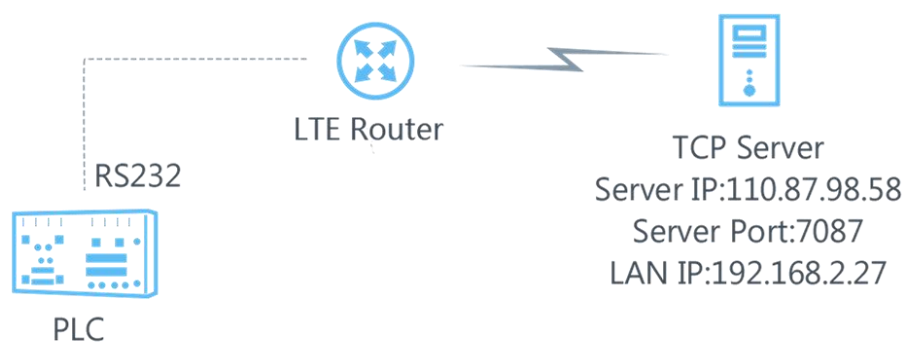 LTE Router
RS232
PLC
TCP Server
Server IP:110.87.98.58
Server Port:7087
LAN IP:192.168.2.27